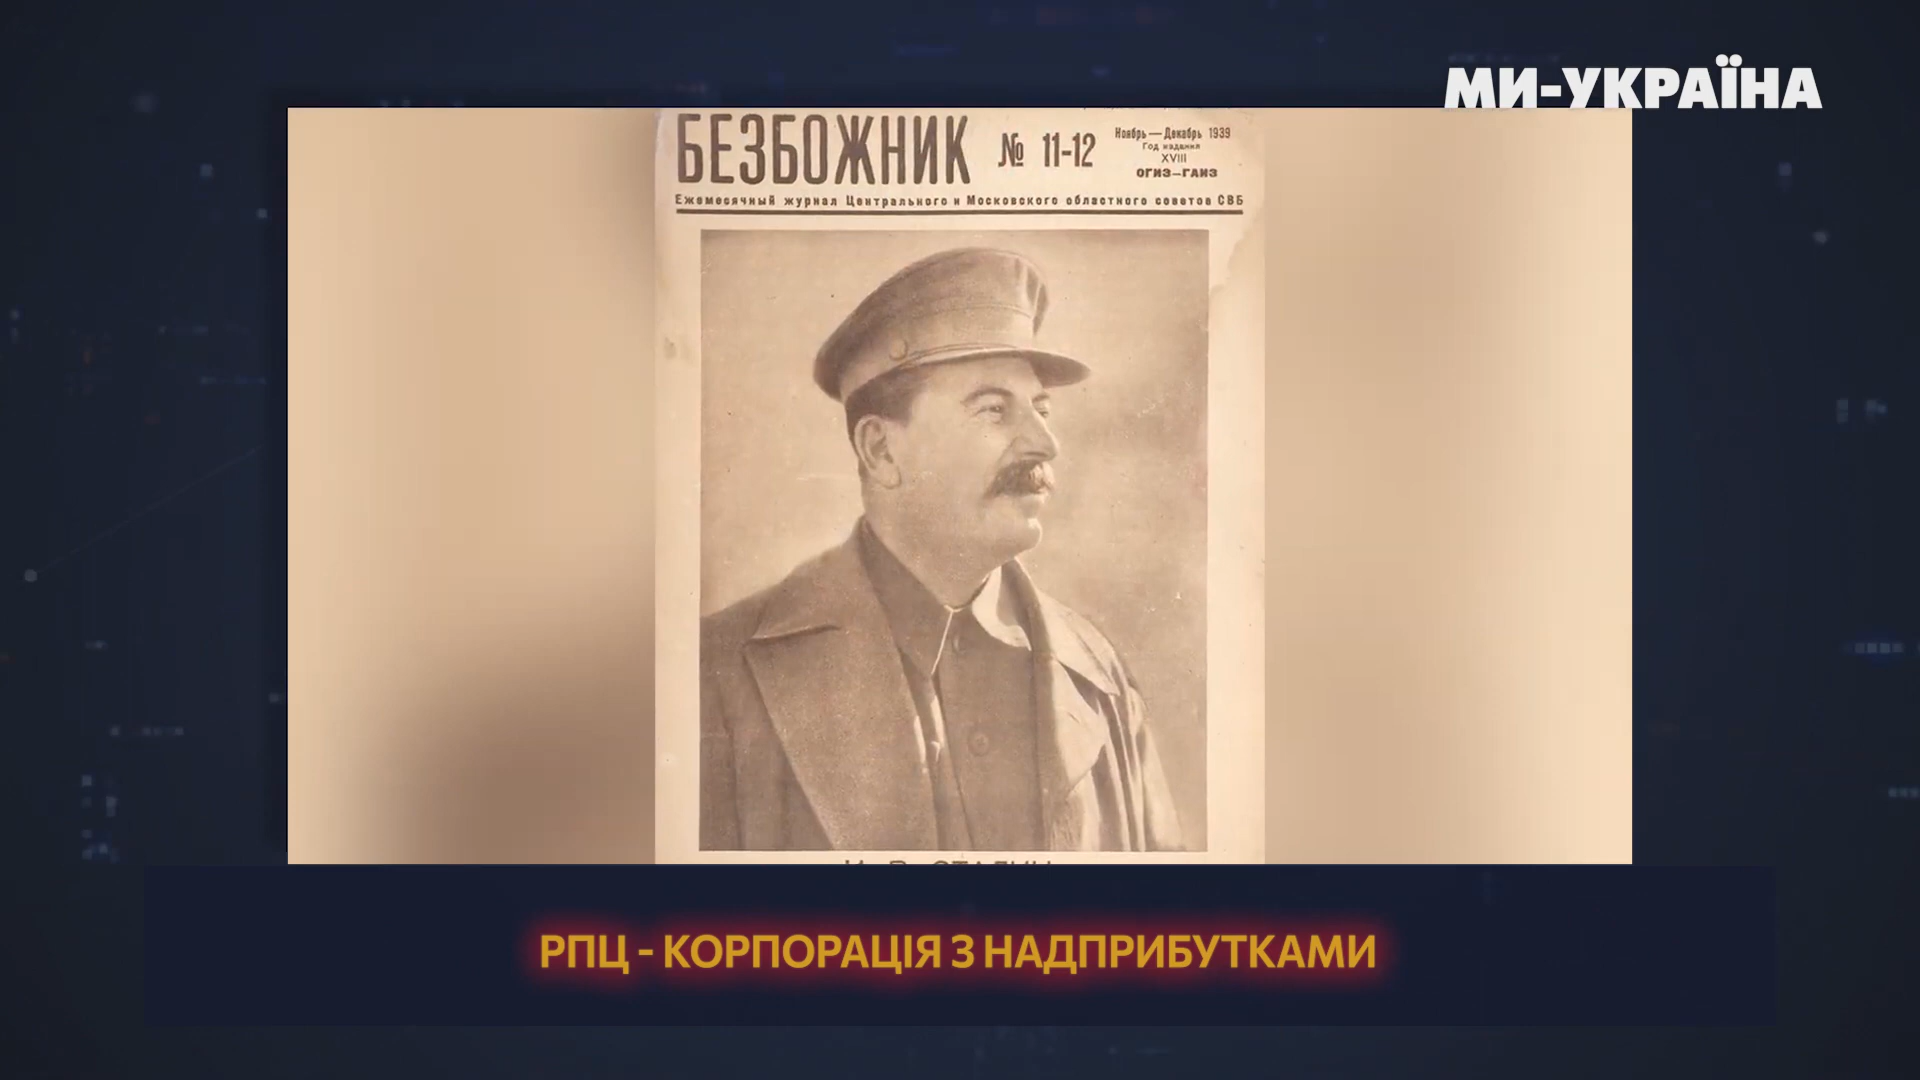 МИ-УКРАЇНА
БЕЗБОЖНИК
№ 11-12
Ноябрь — Декабрь 1939
Год издания
XVIII
ОГИЗ—ГАИЗ
Ежемесячный журнал Центрального и Московского областного советов СВБ
РПЦ - КОРПОРАЦІЯ З НАДПРИБУТКАМИ